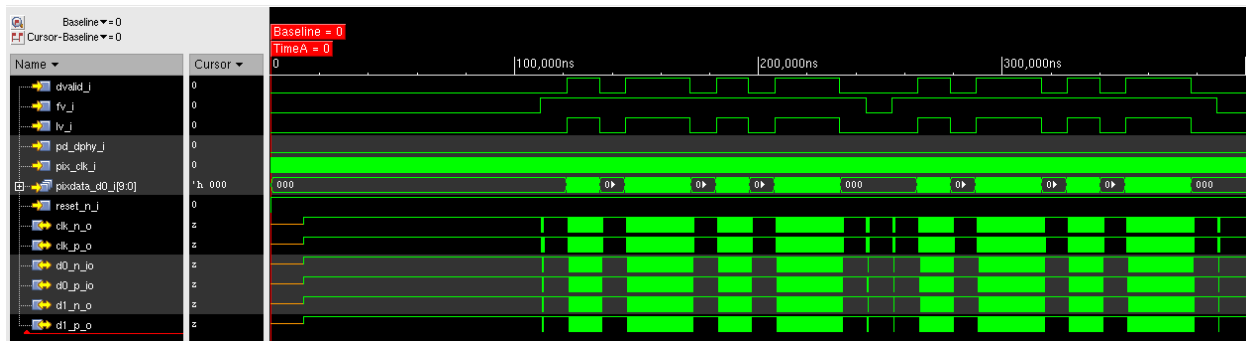 Baseline ▾ = 0
Cursor-Baseline ▾ = 0
Baseline = 0
TimeA = 0
Name ▾ Cursor ▾ 0 100,000ns 200,000ns 300,000ns
dvalid_i 0
fv_i 0
lv_i 0
pd_dphy_i 0
pix_clk_i 0
pixdata_d0_i[9:0] 'h 000 000 0 0 0 000 0 0 0 000
reset_n_i 0
clk_n_o z
clk_p_o z
d0_n_io z
d0_p_io z
d1_n_o z
d1_p_o z